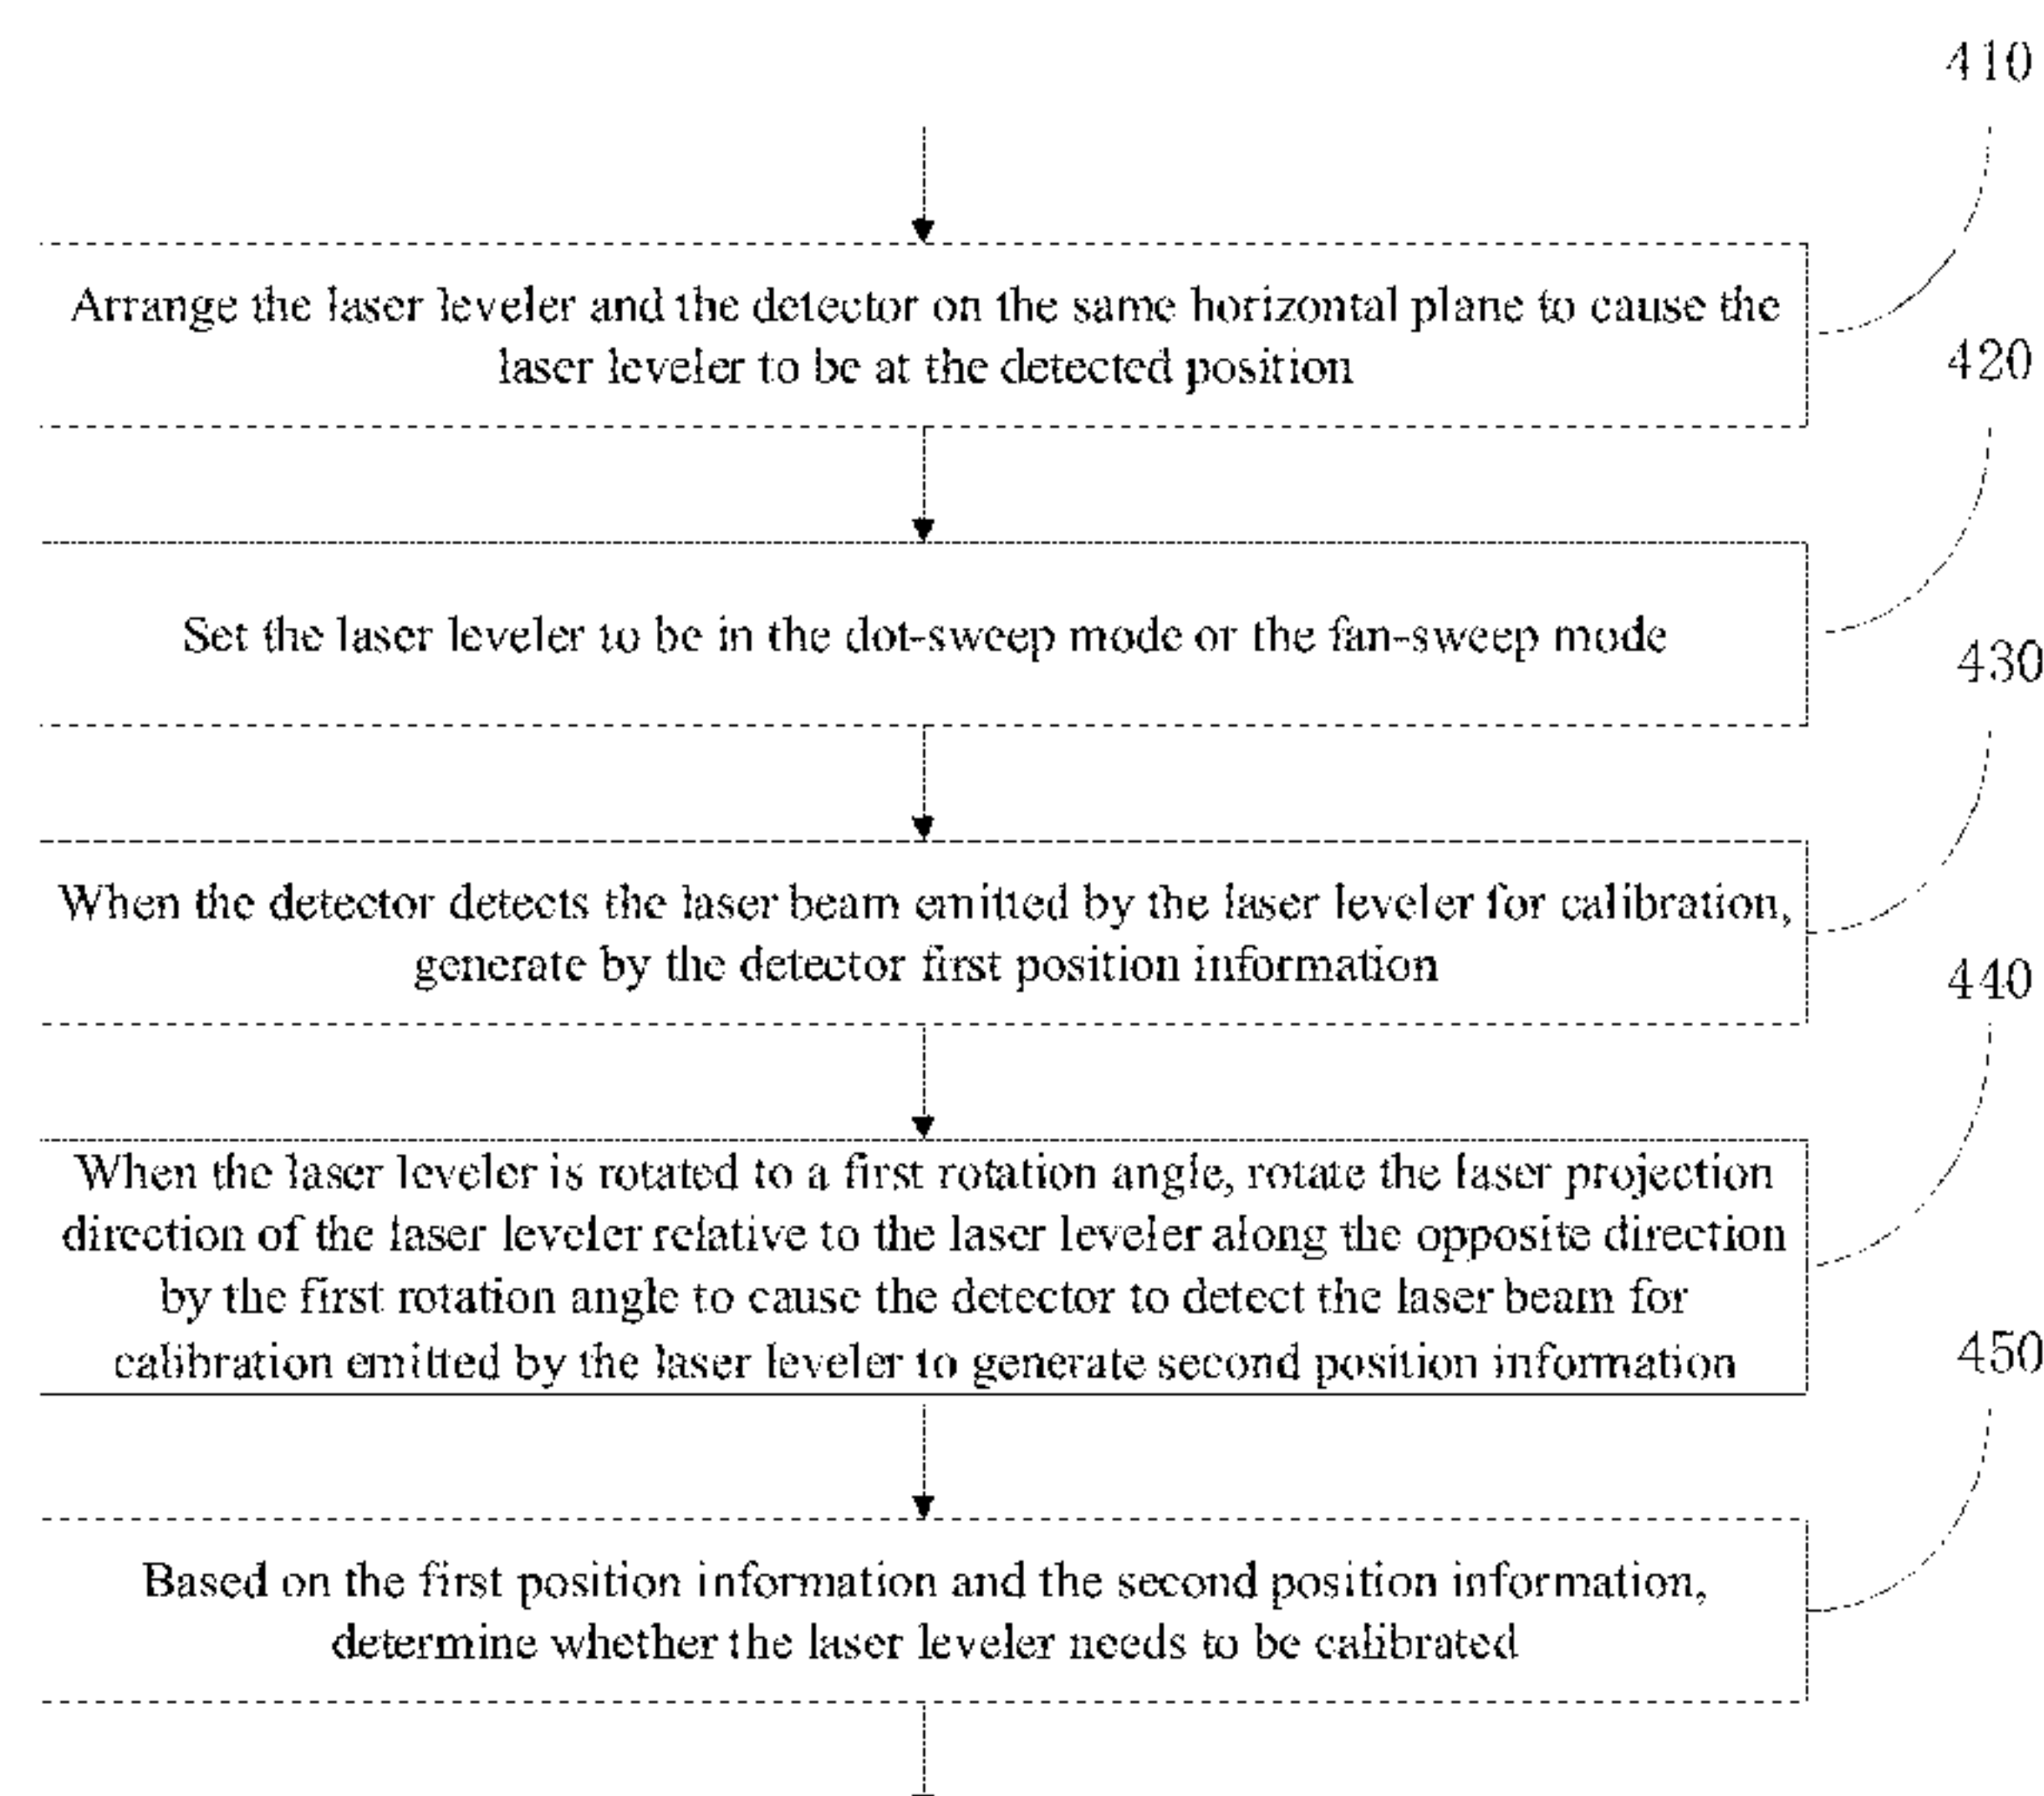 410
Arrange the laser leveler and the detector on the same horizontal plane to cause the
laser leveler to be at the detected position
420
Set the laser leveler to be in the dot-sweep mode or the fan-sweep mode
430
When the detector detects the laser beam emitted by the laser leveler for calibration,
generate by the detector first position information
440
When the laser leveler is rotated to a first rotation angle, rotate the laser projection
direction of the laser leveler relative to the laser leveler along the opposite direction
by the first rotation angle to cause the detector to detect the laser beam for
calibration emitted by the laser leveler to generate second position information
450
Based on the first position information and the second position information,
determine whether the laser leveler needs to be calibrated